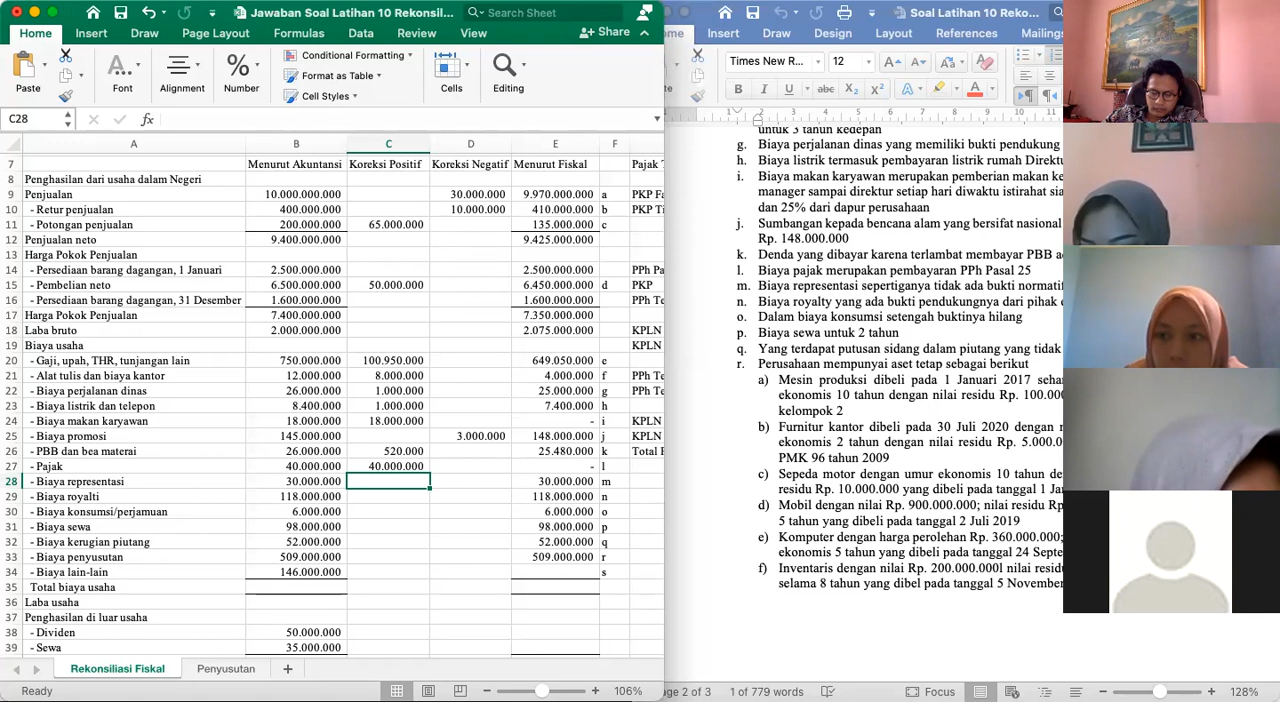 Jawaban Soal Latihan 10 Rekonsil...
Search Sheet
Home Insert Draw Page Layout Formulas Data Review View Share
Paste Font Alignment Number Conditional Formatting Format as Table Cell Styles Cells Editing
C28 fx
A B C D E F
7 Menurut Akuntansi Koreksi Positif Koreksi Negatif Menurut Fiskal Pajak
8 Penghasilan dari usaha dalam Negeri
9 Penjualan 10.000.000.000 30.000.000 9.970.000.000 a
10 - Retur penjualan 400.000.000 10.000.000 410.000.000 b
11 - Potongan penjualan 200.000.000 65.000.000 135.000.000 c
12 Penjualan neto 9.400.000.000 9.425.000.000
13 Harga Pokok Penjualan
14 - Persediaan barang dagangan, 1 Januari 2.500.000.000 2.500.000.000
15 - Pembelian neto 6.500.000.000 50.000.000 6.450.000.000 d PKP
16 - Persediaan barang dagangan, 31 Desember 1.600.000.000 1.600.000.000
17 Harga Pokok Penjualan 7.400.000.000 7.350.000.000
18 Laba bruto 2.000.000.000 2.075.000.000 KPLN
19 Biaya usaha KPLN
20 - Gaji, upah, THR, tunjangan lain 750.000.000 100.950.000 649.050.000 e
21 - Alat tulis dan biaya kantor 12.000.000 8.000.000 4.000.000 f
22 - Biaya perjalanan dinas 26.000.000 1.000.000 25.000.000 g
23 - Biaya listrik dan telepon 8.400.000 1.000.000 7.400.000 h
24 - Biaya makan karyawan 18.000.000 18.000.000 - i KPLN
25 - Biaya promosi 145.000.000 3.000.000 148.000.000 j KPLN
26 - PBB dan bea materai 26.000.000 520.000 25.480.000 k Total
27 - Pajak 40.000.000 40.000.000 - l
28 - Biaya representasi 30.000.000 30.000.000 m
29 - Biaya royalti 118.000.000 118.000.000 n
30 - Biaya konsumsi/perjamuan 6.000.000 6.000.000 o
31 - Biaya sewa 98.000.000 98.000.000 p
32 - Biaya kerugian piutang 52.000.000 52.000.000 q
33 - Biaya penyusutan 509.000.000 509.000.000 r
34 - Biaya lain-lain 146.000.000 s
35 Total biaya usaha
36 Laba usaha
37 Penghasilan di luar usaha
38 - Dividen 50.000.000
39 - Sewa 35.000.000
Rekonsiliasi Fiskal Penyusutan +
Ready 106%
Soal Latihan 10 Reko...
Insert Draw Design Layout References
Times New R... 12
B I U abc X2 X2 A A
2 3 4 5 6 7 8 9 10 11
untuk 3 tahun kedepan
g. Biaya perjalanan dinas yang memiliki bukti pendukung
h. Biaya listrik termasuk pembayaran listrik rumah
i. Biaya makan karyawan merupakan pemberian makan
manager sampai direktur setiap hari diwaktu istirahat
dan 25% dari dapur perusahaan
j. Sumbangan kepada bencana alam yang bersifat nasional
Rp. 148.000.000
k. Denda yang dibayar karena terlambat membayar PBB
l. Biaya pajak merupakan pembayaran PPh Pasal 25
m. Biaya representasi sepertiganya tidak ada bukti
n. Biaya royalty yang ada bukti pendukungnya dari pihak
o. Dalam biaya konsumsi setengah buktinya hilang
p. Biaya sewa untuk 2 tahun
q. Yang terdapat putusan sidang dalam piutang yang tidak
r. Perusahaan mempunyai aset tetap sebagai berikut
a) Mesin produksi dibeli pada 1 Januari 2017
ekonomis 10 tahun dengan nilai residu Rp. 100.000
kelompok 2
b) Furnitur kantor dibeli pada 30 Juli 2020 dengan
ekonomis 2 tahun dengan nilai residu Rp. 5.000.0
PMK 96 tahun 2009
c) Sepeda motor dengan umur ekonomis 10 tahun
residu Rp. 10.000.000 yang dibeli pada tanggal 1
d) Mobil dengan nilai Rp. 900.000.000; nilai residu
5 tahun yang dibeli pada tanggal 2 Juli 2019
e) Komputer dengan harga perolehan Rp. 360.000.000;
ekonomis 5 tahun yang dibeli pada tanggal 24
f) Inventaris dengan nilai Rp. 200.000.000l nilai
selama 8 tahun yang dibel pada tanggal 5 November
age 2 of 3 1 of 779 words Focus 128%